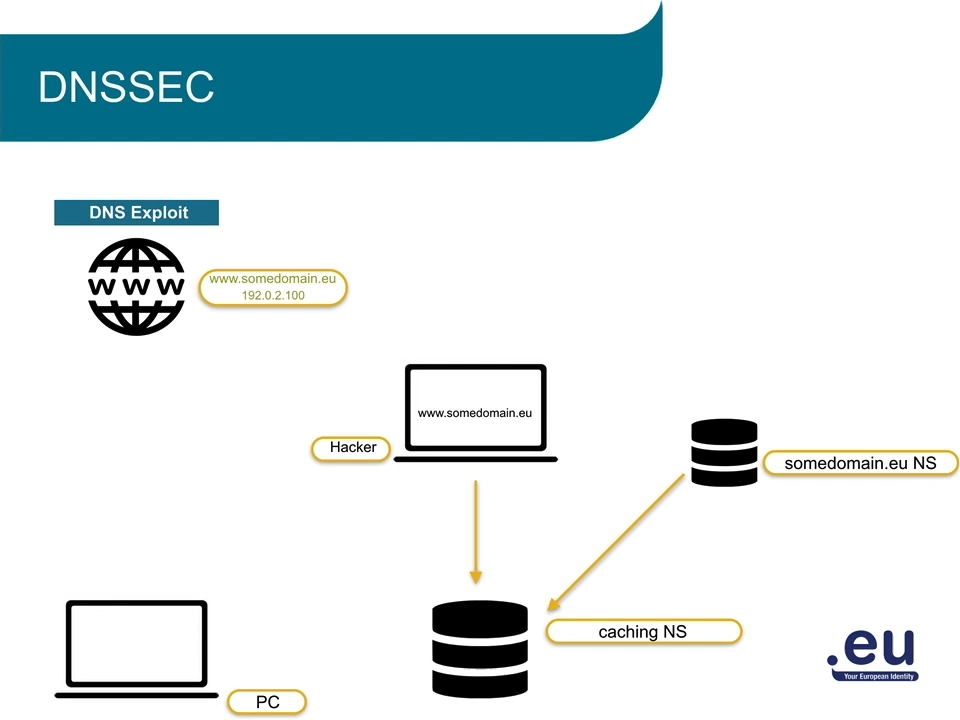 DNSSEC
DNS Exploit
www
www.somedomain.eu
192.0.2.100
www.somedomain.eu
Hacker
somedomain.eu NS
caching NS
PC
.eu
Your European Identity